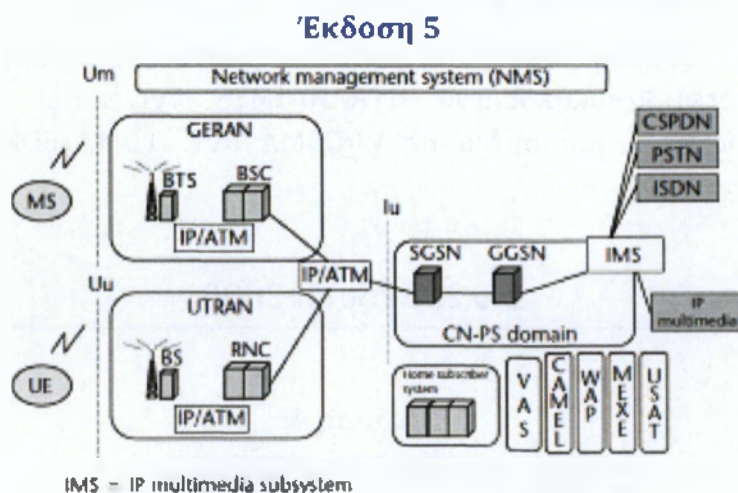 Έκδοση 5
Um
Network management system (NMS)
GERAN
BTS
BSC
IP/ATM
MS
Uu
UTRAN
BS
RNC
IP/ATM
UE
IP/ATM
Iu
SGSN
GGSN
IMS
CN-PS domain
CSPDN
PSTN
ISDN
IP
multimedia
Home subscriber
system
VAS
CAMEL
WAP
MEXE
USAT
IMS – IP multimedia subsystem